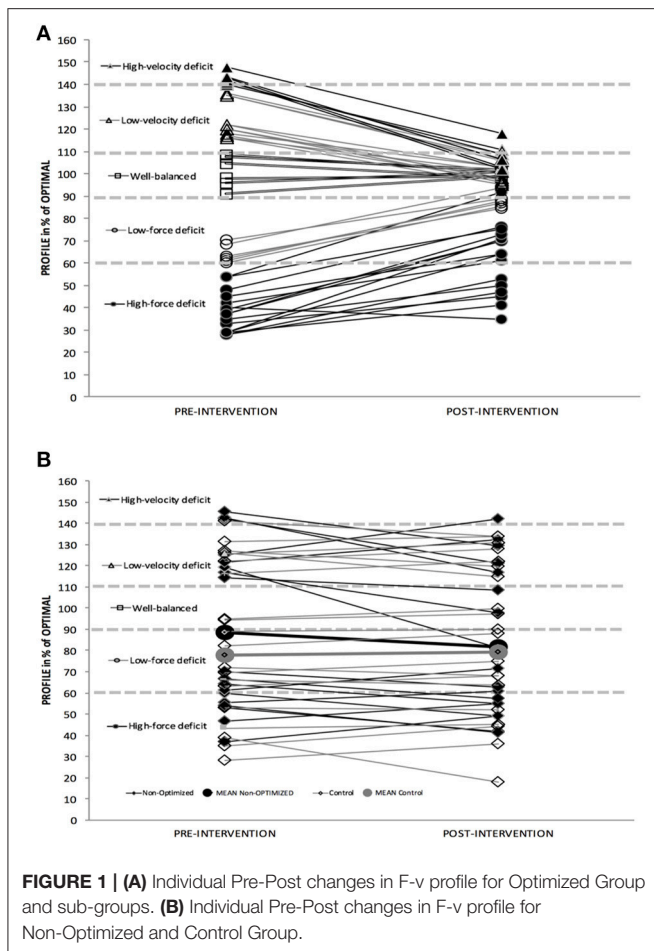 A
PROFILE in % of OPTIMAL
160
150
High-velocity deficit
140
130
120
Low-velocity deficit
110
100
Well-balanced
90
80
70
Low-force deficit
60
50
40
High-force deficit
30
20
10
0
PRE-INTERVENTION
POST-INTERVENTION
B
PROFILE in % of OPTIMAL
160
150
High-velocity deficit
140
130
120
Low-velocity deficit
110
100
Well-balanced
90
80
70
Low-force deficit
60
50
High-force deficit
40
30
20
10
0
Non-Optimized MEAN Non-OPTIMIZED Control MEAN Control
PRE-INTERVENTION
POST-INTERVENTION
FIGURE 1 | (A) Individual Pre-Post changes in F-v profile for Optimized Group
and sub-groups. (B) Individual Pre-Post changes in F-v profile for
Non-Optimized and Control Group.